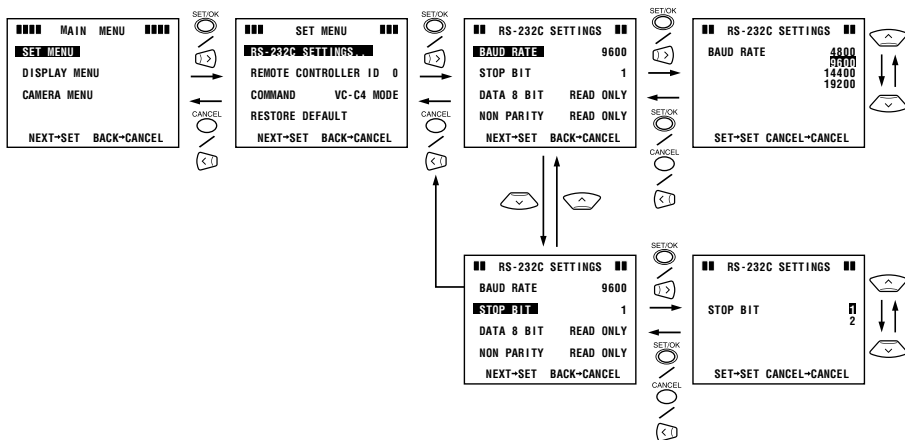 MAIN MENU
SET MENU
DISPLAY MENU
CAMERA MENU
NEXT→SET BACK→CANCEL
SET/OK
CANCEL
SET MENU
RS-232C SETTINGS...
REMOTE CONTROLLER ID 0
COMMAND VC-C4 MODE
RESTORE DEFAULT
NEXT→SET BACK→CANCEL
SET/OK
CANCEL
RS-232C SETTINGS
BAUD RATE 9600
STOP BIT 1
DATA 8 BIT READ ONLY
NON PARITY READ ONLY
NEXT→SET BACK→CANCEL
SET/OK
SET/OK
CANCEL
RS-232C SETTINGS
BAUD RATE 4800
9600
14400
19200
SET→SET CANCEL→CANCEL
RS-232C SETTINGS
BAUD RATE 9600
STOP BIT 1
DATA 8 BIT READ ONLY
NON PARITY READ ONLY
NEXT→SET BACK→CANCEL
SET/OK
SET/OK
CANCEL
RS-232C SETTINGS
STOP BIT 1
2
SET→SET CANCEL→CANCEL